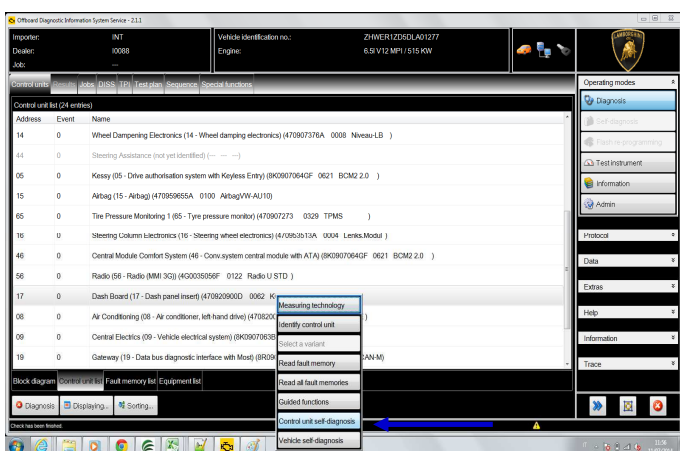 Offboard Diagnostic Information System Service - 2.1.1
Importer: INT
Dealer: I0088
Job: ---
Vehicle identification no.: ZHWER1ZD5DLA01277
Engine: 6.5l V12 MPI / 515 KW
LAMBORGHINI
Control units Results Jobs DISS TPI Test plan Sequence Special functions
Control unit list (24 entries)
Address Event Name
14 0 Wheel Dampening Electronics (14 - Wheel damping electronics) (470907376A 0008 Niveau-LB )
44 0 Steering Assistance (not yet identified) (--- --- ---)
05 0 Kessy (05 - Drive authorisation system with Keyless Entry) (8K0907064GF 0621 BCM2 2.0 )
15 0 Airbag (15 - Airbag) (470959655A 0100 AirbagVW-AU10)
65 0 Tire Pressure Monitoring 1 (65 - Tyre pressure monitor) (470907273 0329 TPMS )
16 0 Steering Column Electronics (16 - Steering wheel electronics) (470953513A 0004 Lenks.Modul )
46 0 Central Module Comfort System (46 - Conv.system central module with ATA) (8K0907064GF 0621 BCM2 2.0 )
56 0 Radio (56 - Radio (MMI 3G)) (4G0035056F 0122 Radio U STD )
17 0 Dash Board (17 - Dash panel insert) (470920900D 0062
08 0 Air Conditioning (08 - Air conditioner, left-hand drive) (4708200 )
09 0 Central Electrics (09 - Vehicle electrical system) (8K0907063B
19 0 Gateway (19 - Data bus diagnostic interface with Most) (8R090 CAN-M)
Measuring technology
Identify control unit
Select a variant
Read fault memory
Read all fault memories
Guided functions
Control unit self-diagnosis
Vehicle self-diagnosis
Block diagram Control unit list Fault memory list Equipment list
Diagnosis Displaying... Sorting...
Check has been finished.
Operating modes
Diagnosis
Self-diagnosis
Flash re-programming
Test instrument
Information
Admin
Protocol
Data
Extras
Help
Information
Trace
11:36